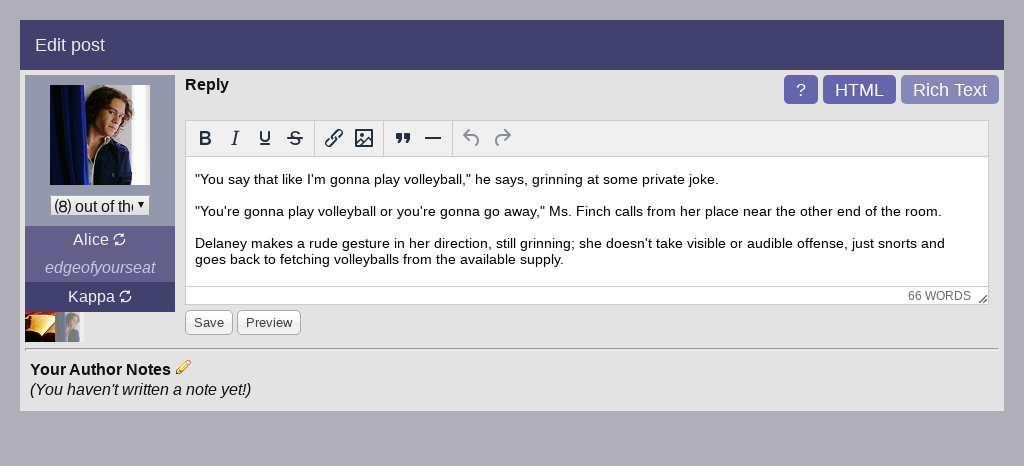 Edit post
Reply
?
HTML
Rich Text
"You say that like I'm gonna play volleyball," he says, grinning at some private joke.
"You're gonna play volleyball or you're gonna go away," Ms. Finch calls from her place near the other end of the room.
Delaney makes a rude gesture in her direction, still grinning; she doesn't take visible or audible offense, just snorts and
goes back to fetching volleyballs from the available supply.
66 WORDS
(8) out of
Alice
edgeofyourseat
Kappa
Save
Preview
Your Author Notes
(You haven't written a note yet!)